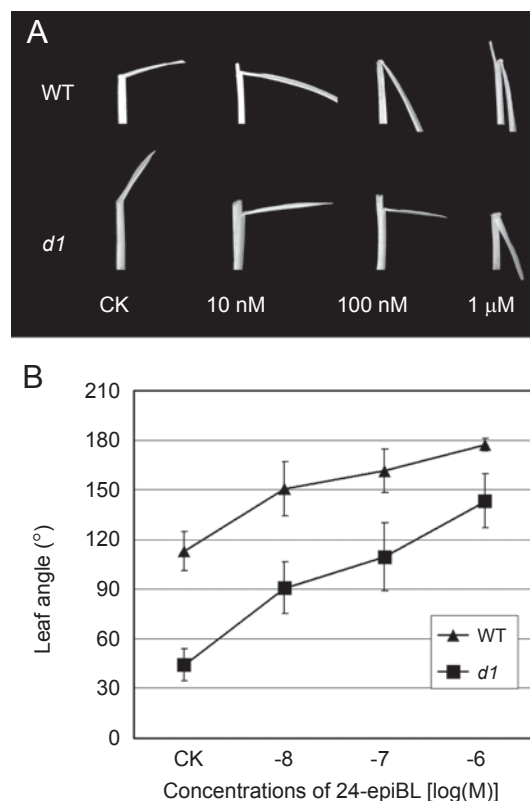 A
WT
d1
CK 10 nM 100 nM 1 μM
B
210
180
150
120
90
60
30
0
Leaf angle (°)
WT
d1
CK -8 -7 -6
Concentrations of 24-epiBL [log(M)]